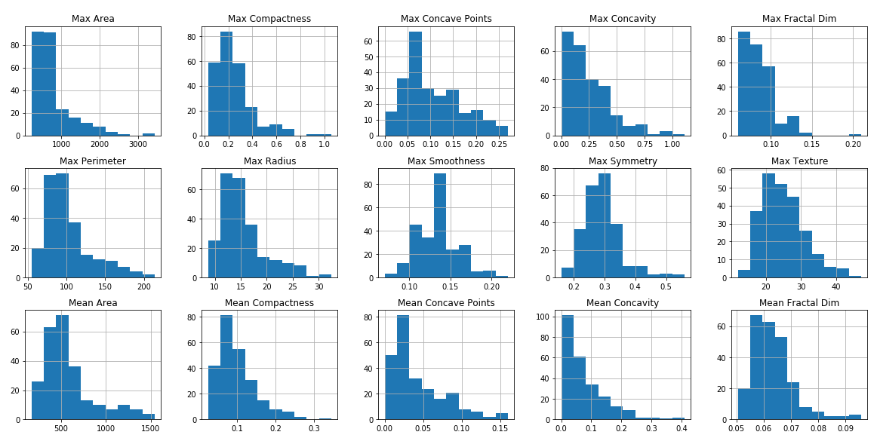 Max Area Max Compactness Max Concave Points Max Concavity Max Fractal Dim
80 60 40 20 0
80 60 40 20 0
60 50 40 30 20 10 0
60 40 20 0
80 60 40 20 0
1000 2000 3000
0.0 0.2 0.4 0.6 0.8 1.0
0.00 0.05 0.10 0.15 0.20 0.25
0.00 0.25 0.50 0.75 1.00
0.10 0.15 0.20
Max Perimeter Max Radius Max Smoothness Max Symmetry Max Texture
60 40 20 0
60 40 20 0
80 60 40 20 0
80 60 40 20 0
60 50 40 30 20 10 0
50 100 150 200
10 15 20 25 30
0.10 0.15 0.20
0.2 0.3 0.4 0.5
20 30 40
Mean Area Mean Compactness Mean Concave Points Mean Concavity Mean Fractal Dim
60 40 20 0
80 60 40 20 0
80 60 40 20 0
100 80 60 40 20 0
60 40 20 0
500 1000 1500
0.1 0.2 0.3
0.00 0.05 0.10 0.15
0.0 0.1 0.2 0.3 0.4
0.05 0.06 0.07 0.08 0.09